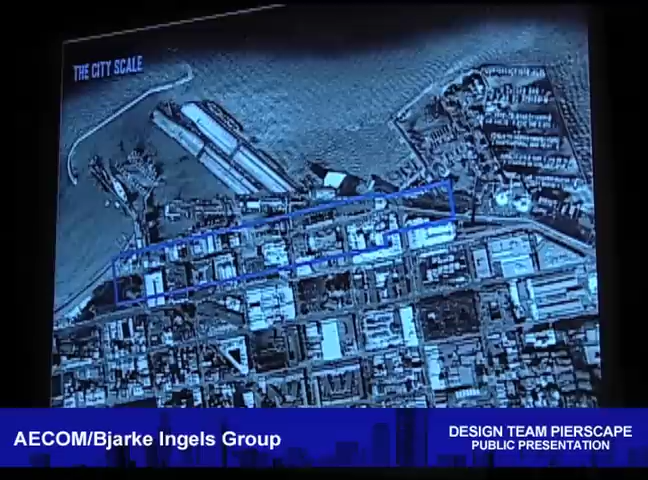 THE CITY SCALE
AECOM/Bjarke Ingels Group
DESIGN TEAM PIERSCAPE
PUBLIC PRESENTATION